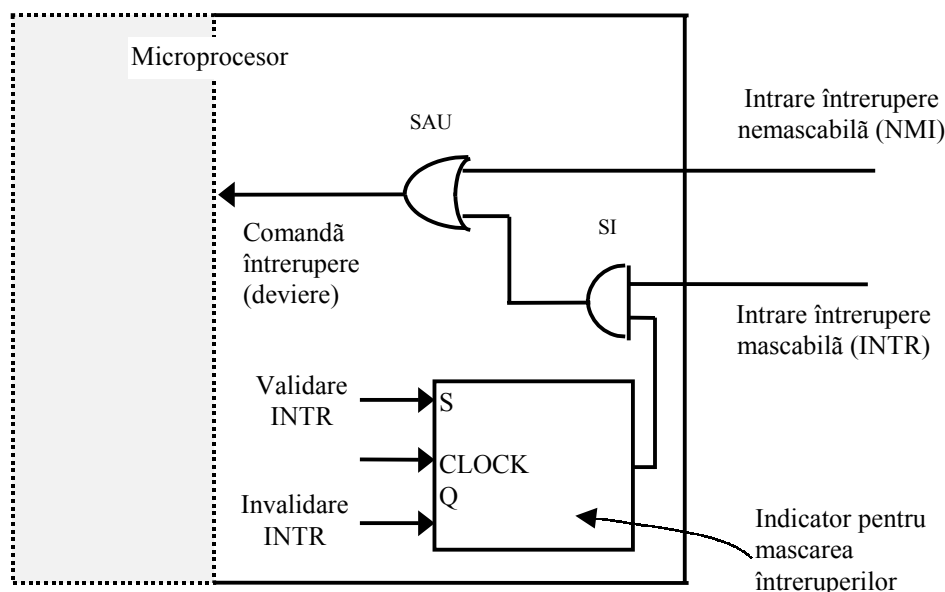 Microprocesor
Intrare întrerupere
nemascabilã (NMI)
SAU
Comandã
întrerupere
(deviere)
SI
Intrare întrerupere
mascabilã (INTR)
Validare
INTR
S
CLOCK
Q
Invalidare
INTR
Indicator pentru
mascarea
întreruperilor